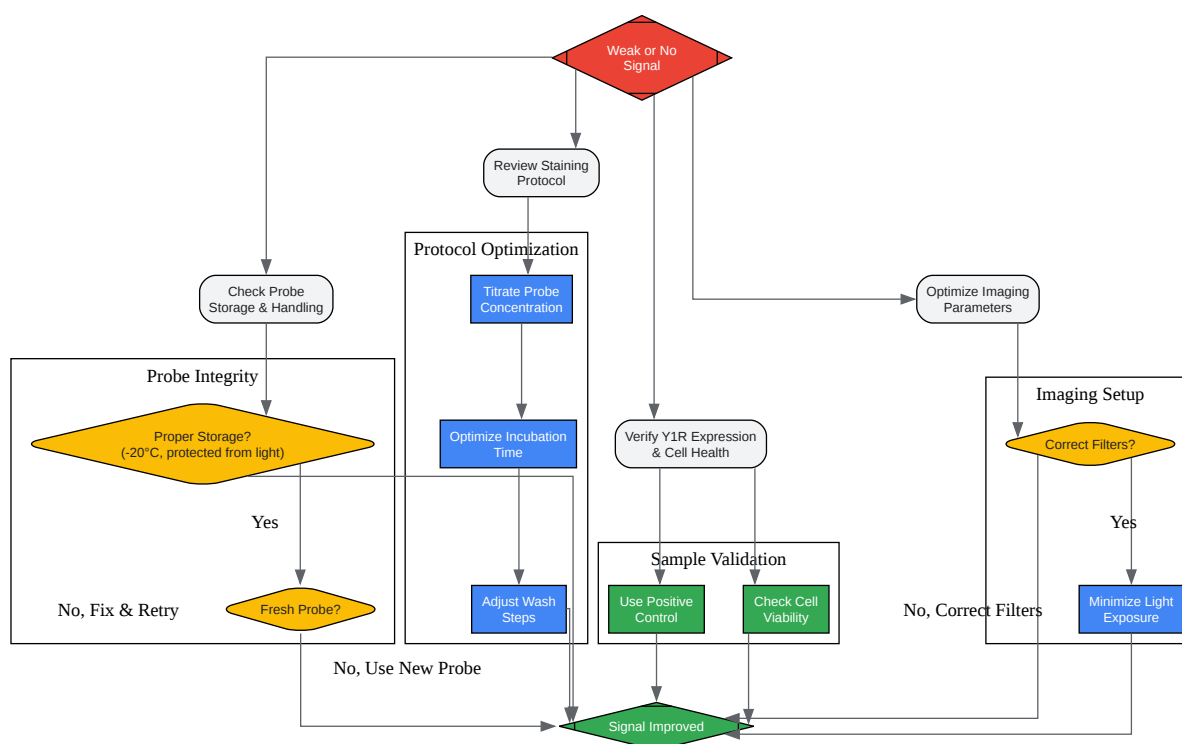 Weak or No
Signal
Review Staining
Protocol
Protocol Optimization
Check Probe
Storage & Handling
Titrate Probe
Concentration
Optimize Imaging
Parameters
Probe Integrity
Imaging Setup
Proper Storage?
(-20°C, protected from light)
Optimize Incubation
Time
Verify Y1R Expression
& Cell Health
Correct Filters?
Yes
Yes
Sample Validation
No, Fix & Retry
Fresh Probe?
Adjust Wash
Steps
Use Positive
Control
Check Cell
Viability
No, Correct Filters
Minimize Light
Exposure
No, Use New Probe
Signal Improved